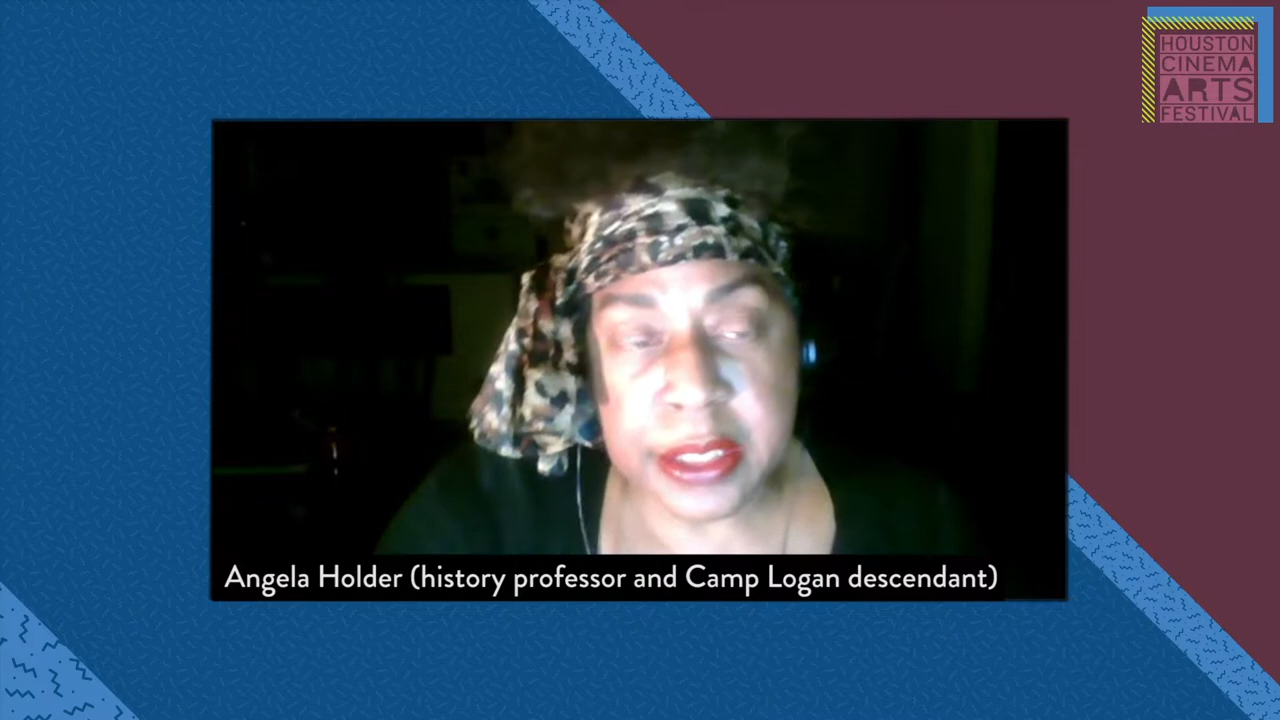 HOUSTON
CINEMA
ARTS
FESTIVAL
Angela Holder (history professor and Camp Logan descendant)